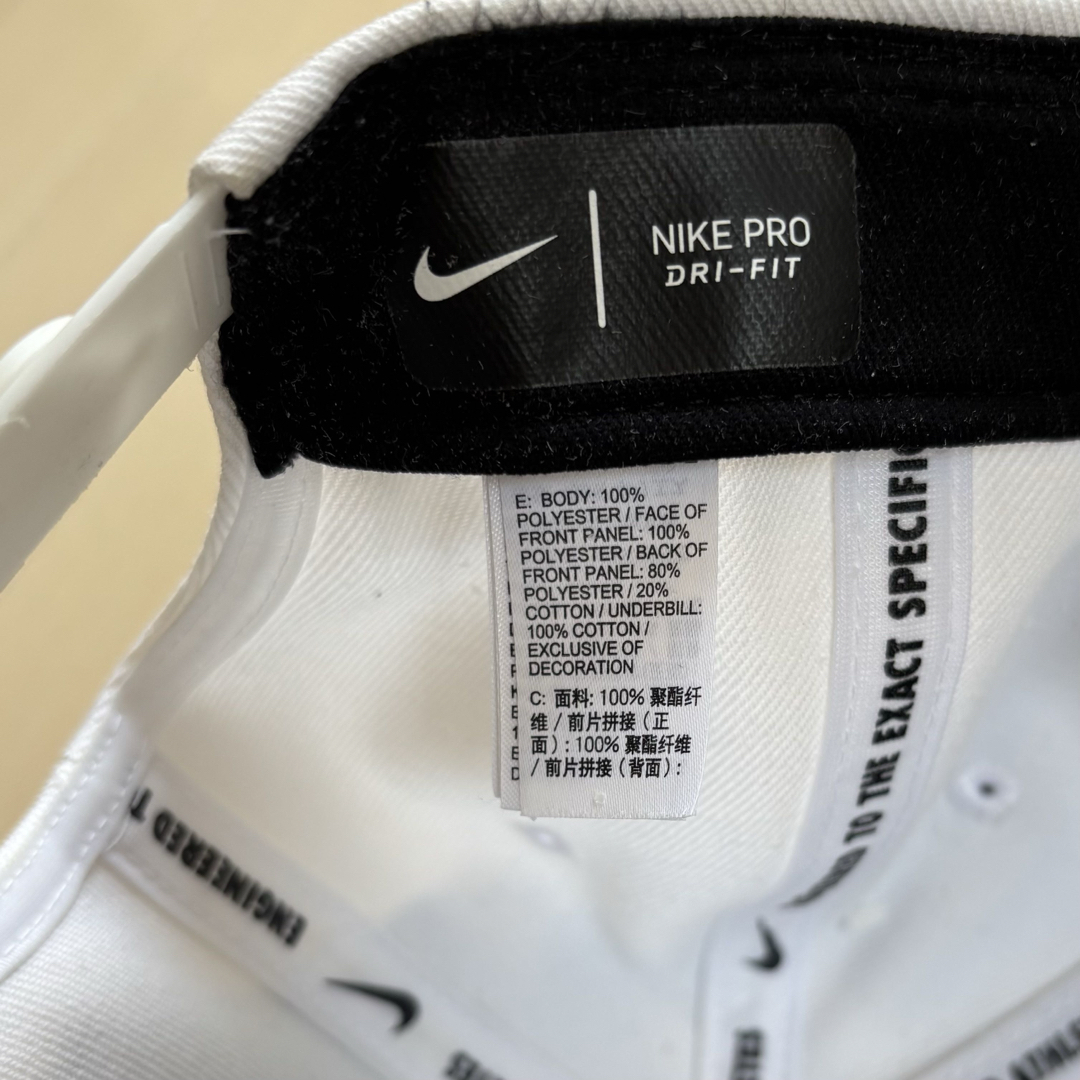 NIKE PRO
DRI-FIT
E: BODY: 100%
POLYESTER / FACE OF
FRONT PANEL: 100%
POLYESTER / BACK OF
FRONT PANEL: 80%
POLYESTER / 20%
COTTON / UNDERBILL:
100% COTTON /
EXCLUSIVE OF
DECORATION
C: 面料: 100% 聚酯纤
维 / 前片拼接（正
面）: 100% 聚酯纤维
/ 前片拼接（背面）:
TO THE EXACT
ENGINEERED